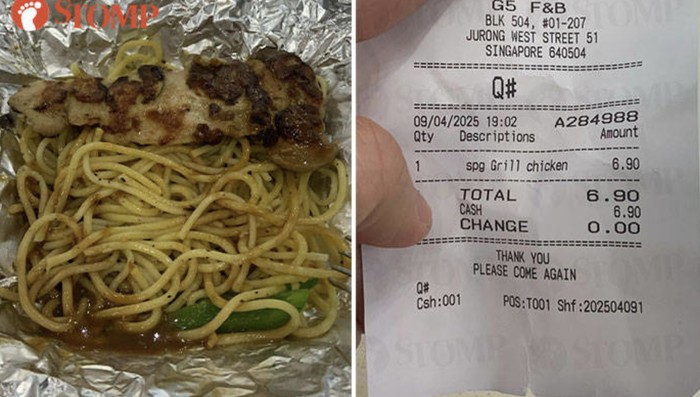 STOMP
G5 F&B
BLK 504, #01-207
JURONG WEST STREET 51
SINGAPORE 640504
Q#
09/04/2025 19:02 A284988
Qty Descriptions Amount
1 spg Grill chicken 6.90
TOTAL 6.90
CASH 6.90
CHANGE 0.00
THANK YOU
PLEASE COME AGAIN
Q#
Csh:001 POS:T001 Shf:202504091
STOMP STOMP